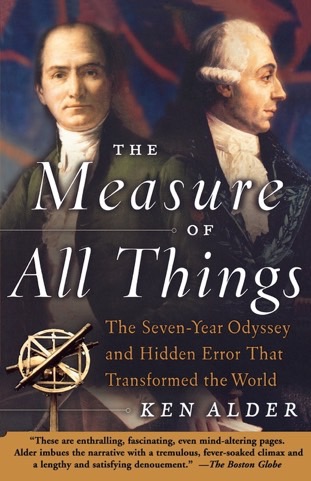 THE
Measure
OF
All Things
The Seven-Year Odyssey
and Hidden Error That
Transformed the World
KEN ALDER
"These are enthralling, fascinating, even mind-altering pages.
Alder imbues the narrative with a tremulous, fever-soaked climax and
a lengthy and satisfying denouement." —The Boston Globe